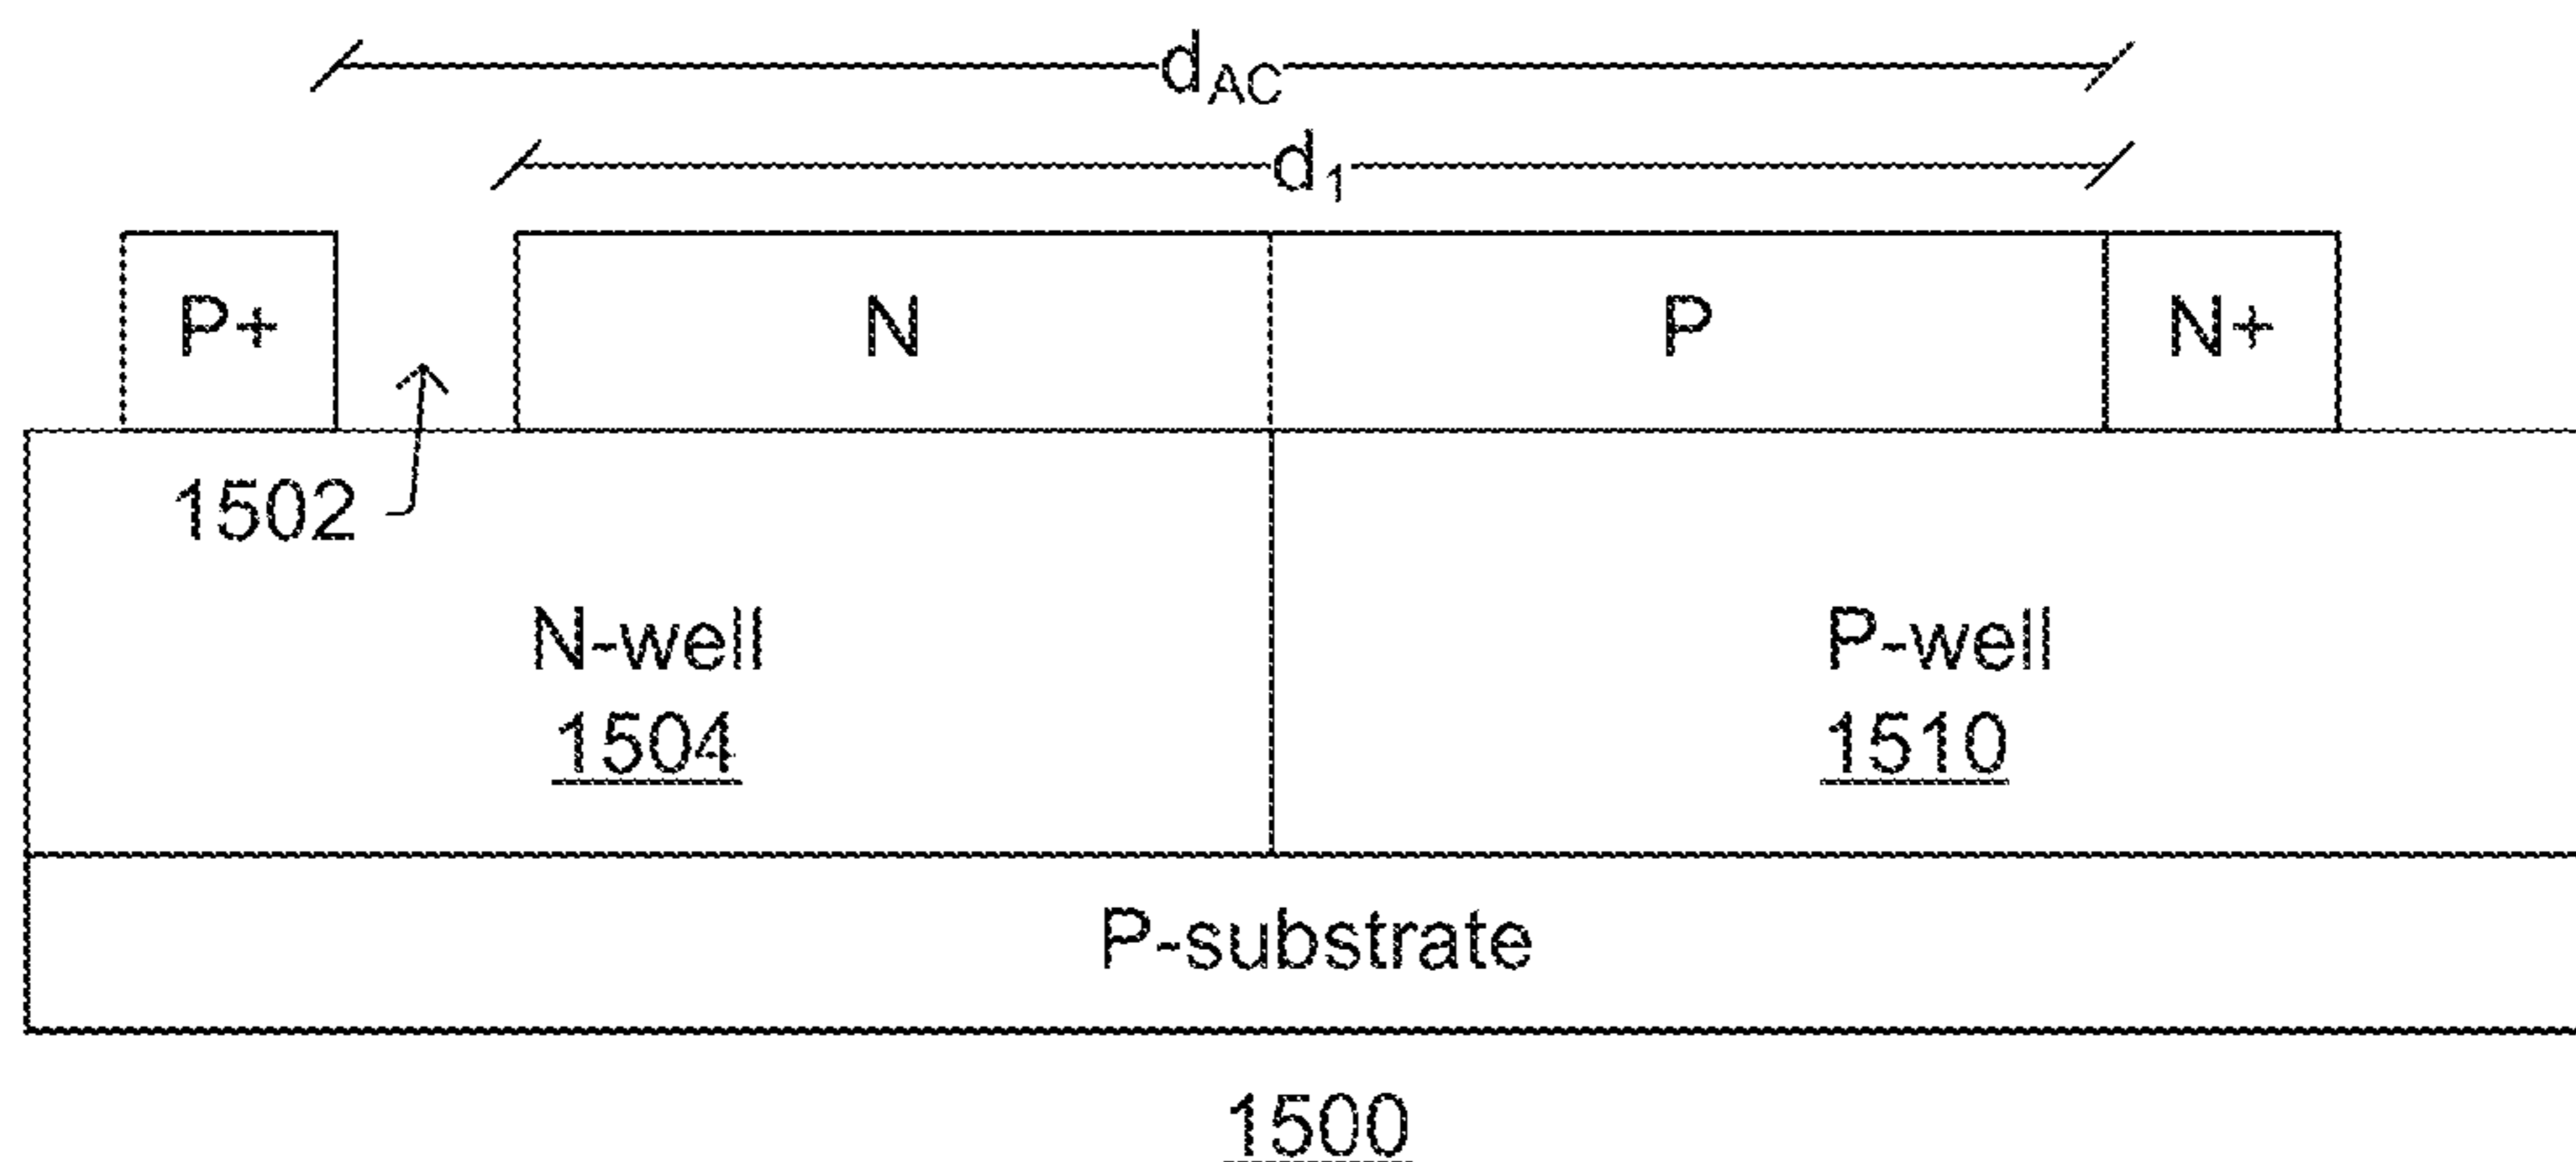 dAC
d1
P+ N P N+
1502
N-well P-well
1504 1510
P-substrate
1500